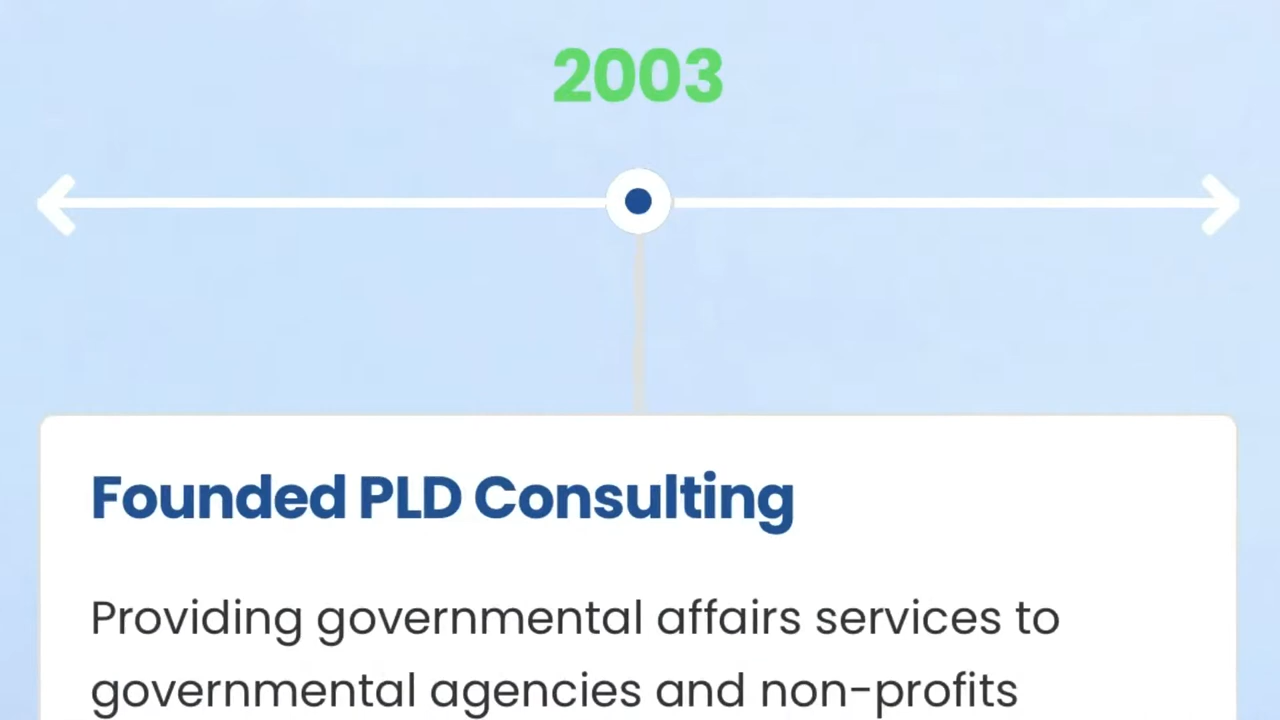 2003
Founded PLD Consulting
Providing governmental affairs services to
governmental agencies and non-profits